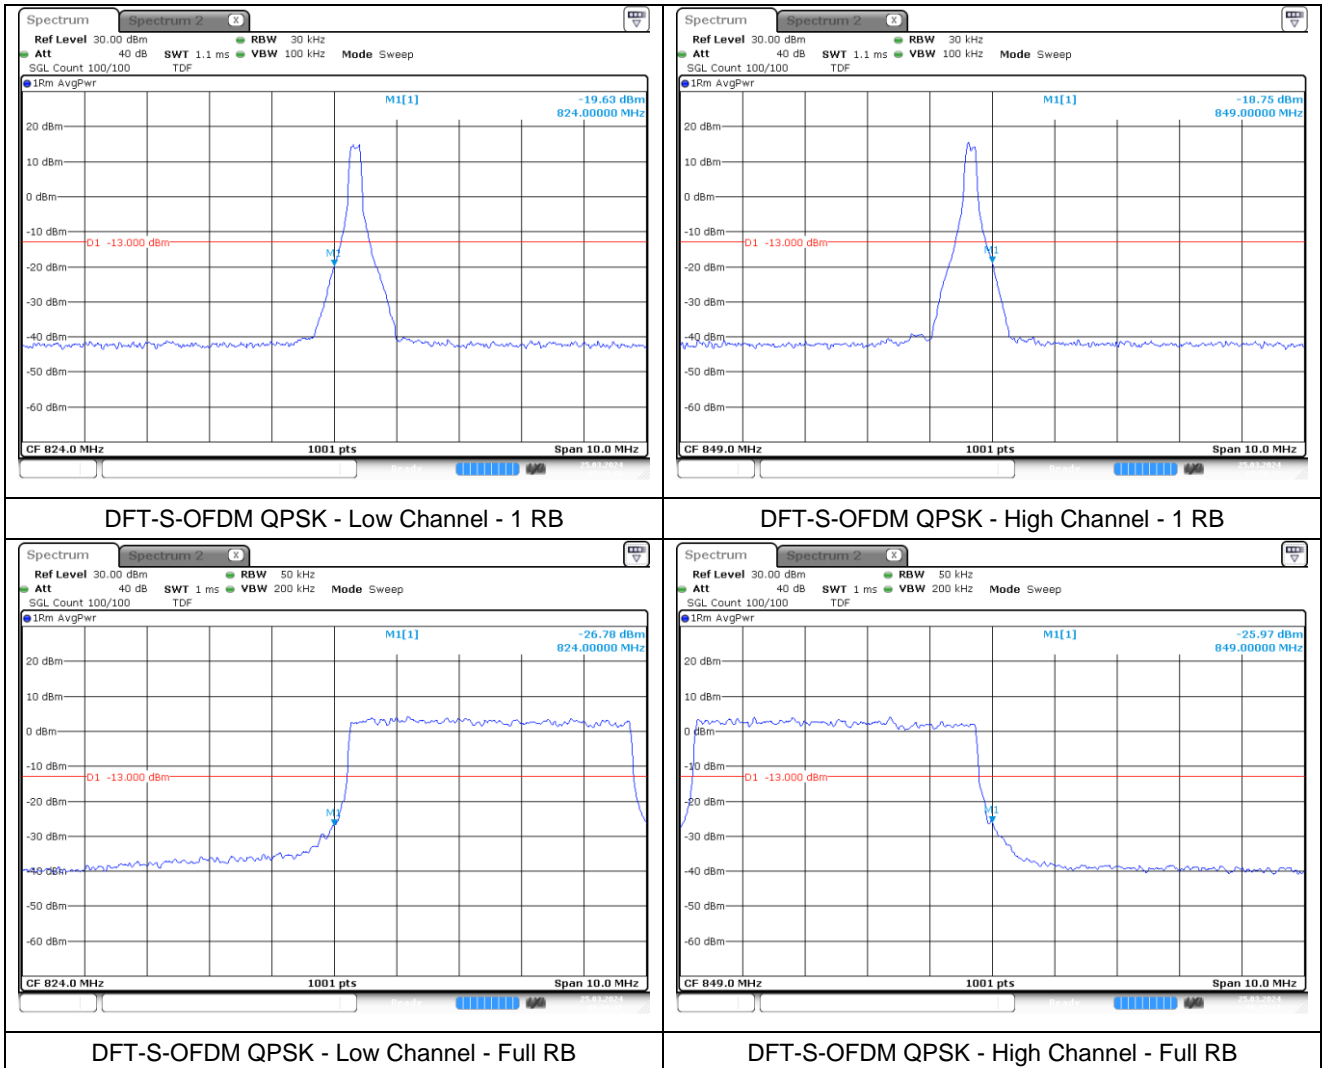 Spectrum Spectrum 2 X
Ref Level 30.00 dBm RBW 30 kHz
Att 40 dB SWT 1.1 ms VBW 100 kHz Mode Sweep
SGL Count 100/100 TDF
1Rm AvgPwr
M1[1] -19.63 dBm
824.00000 MHz
20 dBm
10 dBm
0 dBm
-10 dBm
D1 -13.000 dBm
M1
-20 dBm
-30 dBm
-40 dBm
-50 dBm
-60 dBm
CF 824.0 MHz 1001 pts Span 10.0 MHz
Ready 25.03.2024
DFT-S-OFDM QPSK - Low Channel - 1 RB
Spectrum Spectrum 2 X
Ref Level 30.00 dBm RBW 30 kHz
Att 40 dB SWT 1.1 ms VBW 100 kHz Mode Sweep
SGL Count 100/100 TDF
1Rm AvgPwr
M1[1] -18.75 dBm
849.00000 MHz
20 dBm
10 dBm
0 dBm
-10 dBm
D1 -13.000 dBm
M1
-20 dBm
-30 dBm
-40 dBm
-50 dBm
-60 dBm
CF 849.0 MHz 1001 pts Span 10.0 MHz
Ready 25.03.2024
DFT-S-OFDM QPSK - High Channel - 1 RB
Spectrum Spectrum 2 X
Ref Level 30.00 dBm RBW 50 kHz
Att 40 dB SWT 1 ms VBW 200 kHz Mode Sweep
SGL Count 100/100 TDF
1Rm AvgPwr
M1[1] -26.78 dBm
824.00000 MHz
20 dBm
10 dBm
0 dBm
-10 dBm
D1 -13.000 dBm
-20 dBm
M1
-30 dBm
-40 dBm
-50 dBm
-60 dBm
CF 824.0 MHz 1001 pts Span 10.0 MHz
Ready 25.03.2024
DFT-S-OFDM QPSK - Low Channel - Full RB
Spectrum Spectrum 2 X
Ref Level 30.00 dBm RBW 50 kHz
Att 40 dB SWT 1 ms VBW 200 kHz Mode Sweep
SGL Count 100/100 TDF
1Rm AvgPwr
M1[1] -25.97 dBm
849.00000 MHz
20 dBm
10 dBm
0 dBm
-10 dBm
D1 -13.000 dBm
-20 dBm
M1
-30 dBm
-40 dBm
-50 dBm
-60 dBm
CF 849.0 MHz 1001 pts Span 10.0 MHz
Ready 25.03.2024
DFT-S-OFDM QPSK - High Channel - Full RB